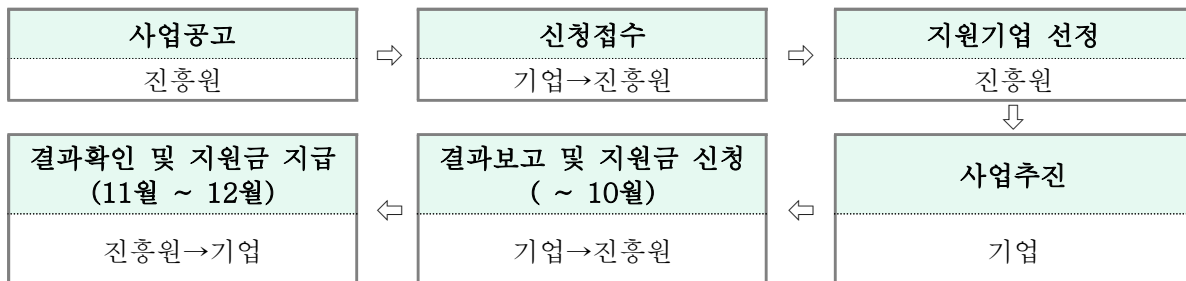 사업공고
진흥원
⇨
신청접수
기업→진흥원
⇨
지원기업 선정
진흥원
⇩
사업추진
기업
⇦
결과보고 및 지원금 신청
( ~ 10월)
기업→진흥원
⇦
결과확인 및 지원금 지급
(11월 ~ 12월)
진흥원→기업